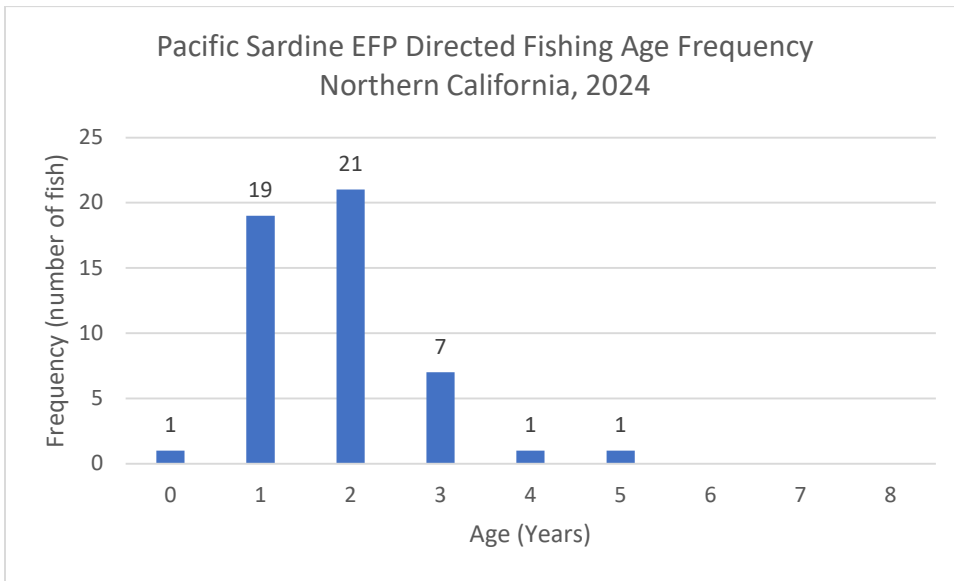 Pacific Sardine EFP Directed Fishing Age Frequency
Northern California, 2024
Frequency (number of fish)
25
20
15
10
5
0
1
19
21
7
1
1
0 1 2 3 4 5 6 7 8
Age (Years)